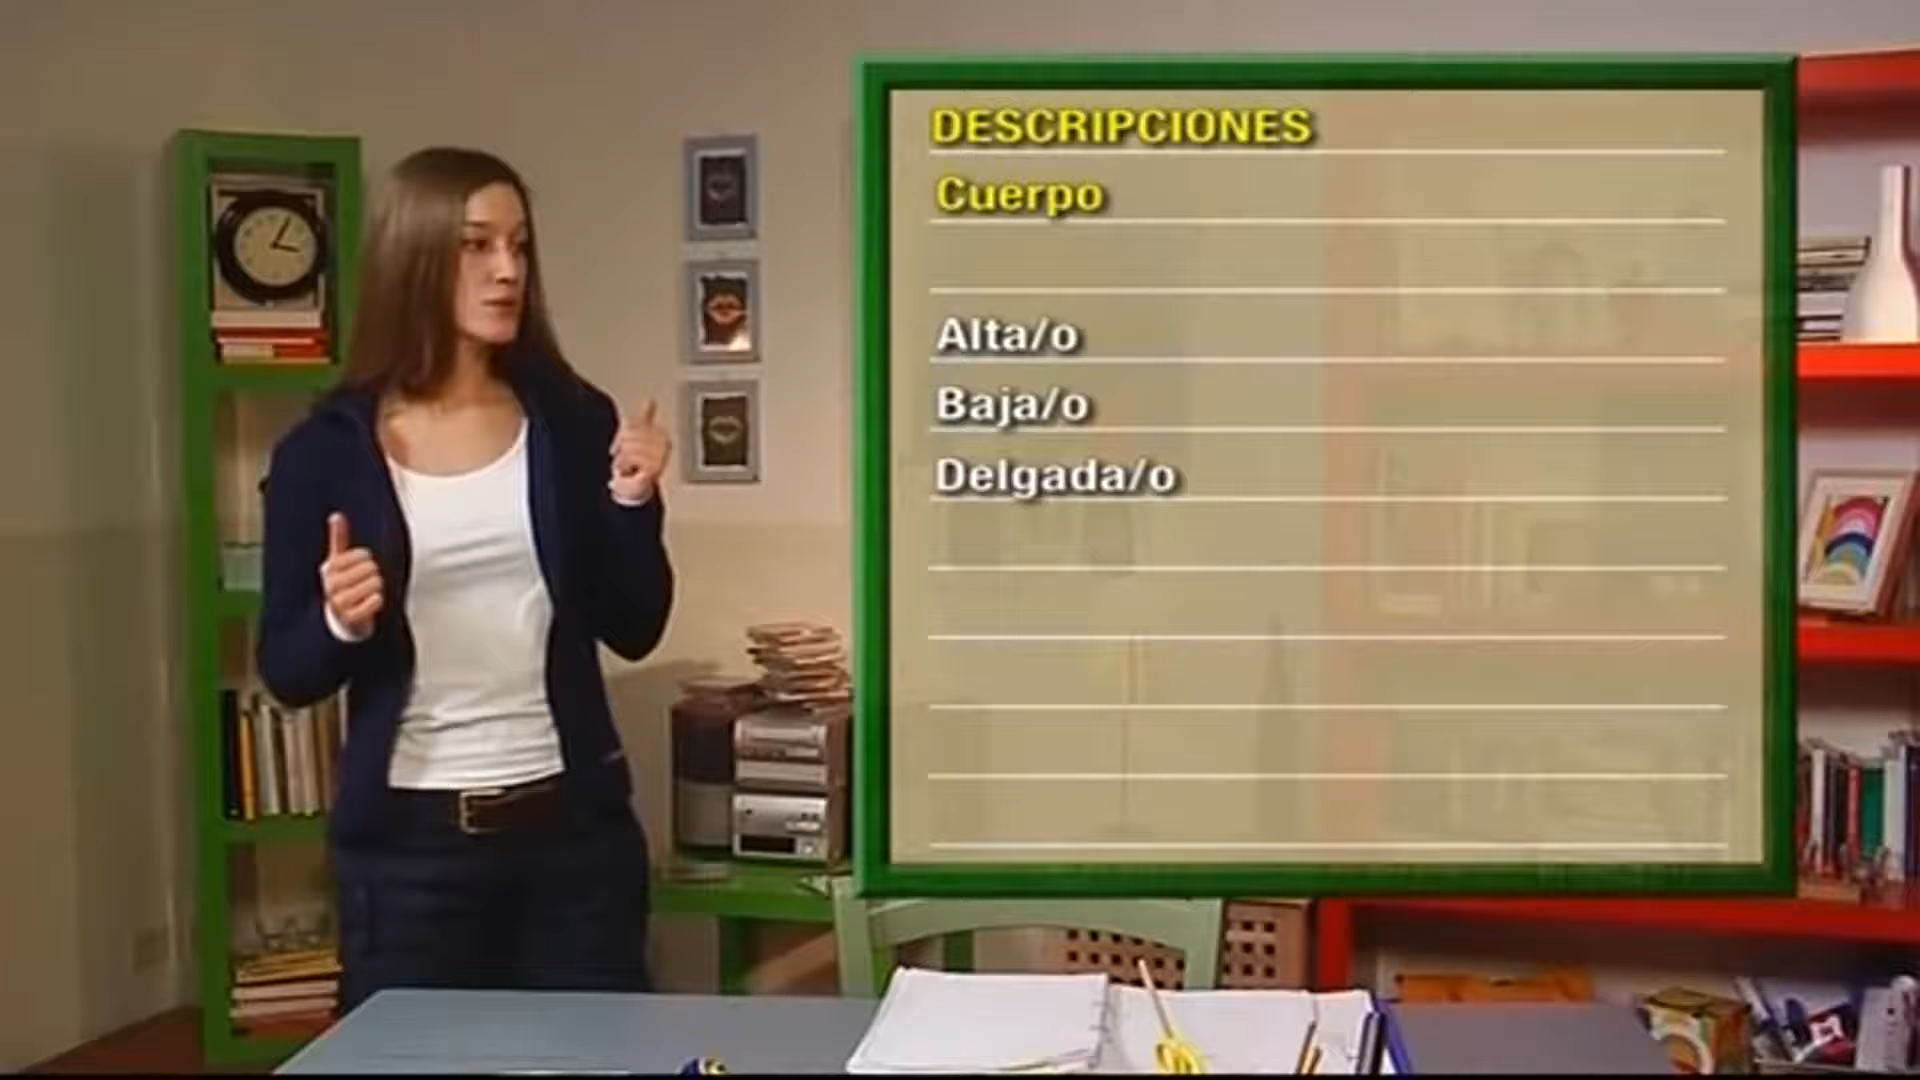 DESCRIPCIONES
Cuerpo
Alta/o
Baja/o
Delgada/o